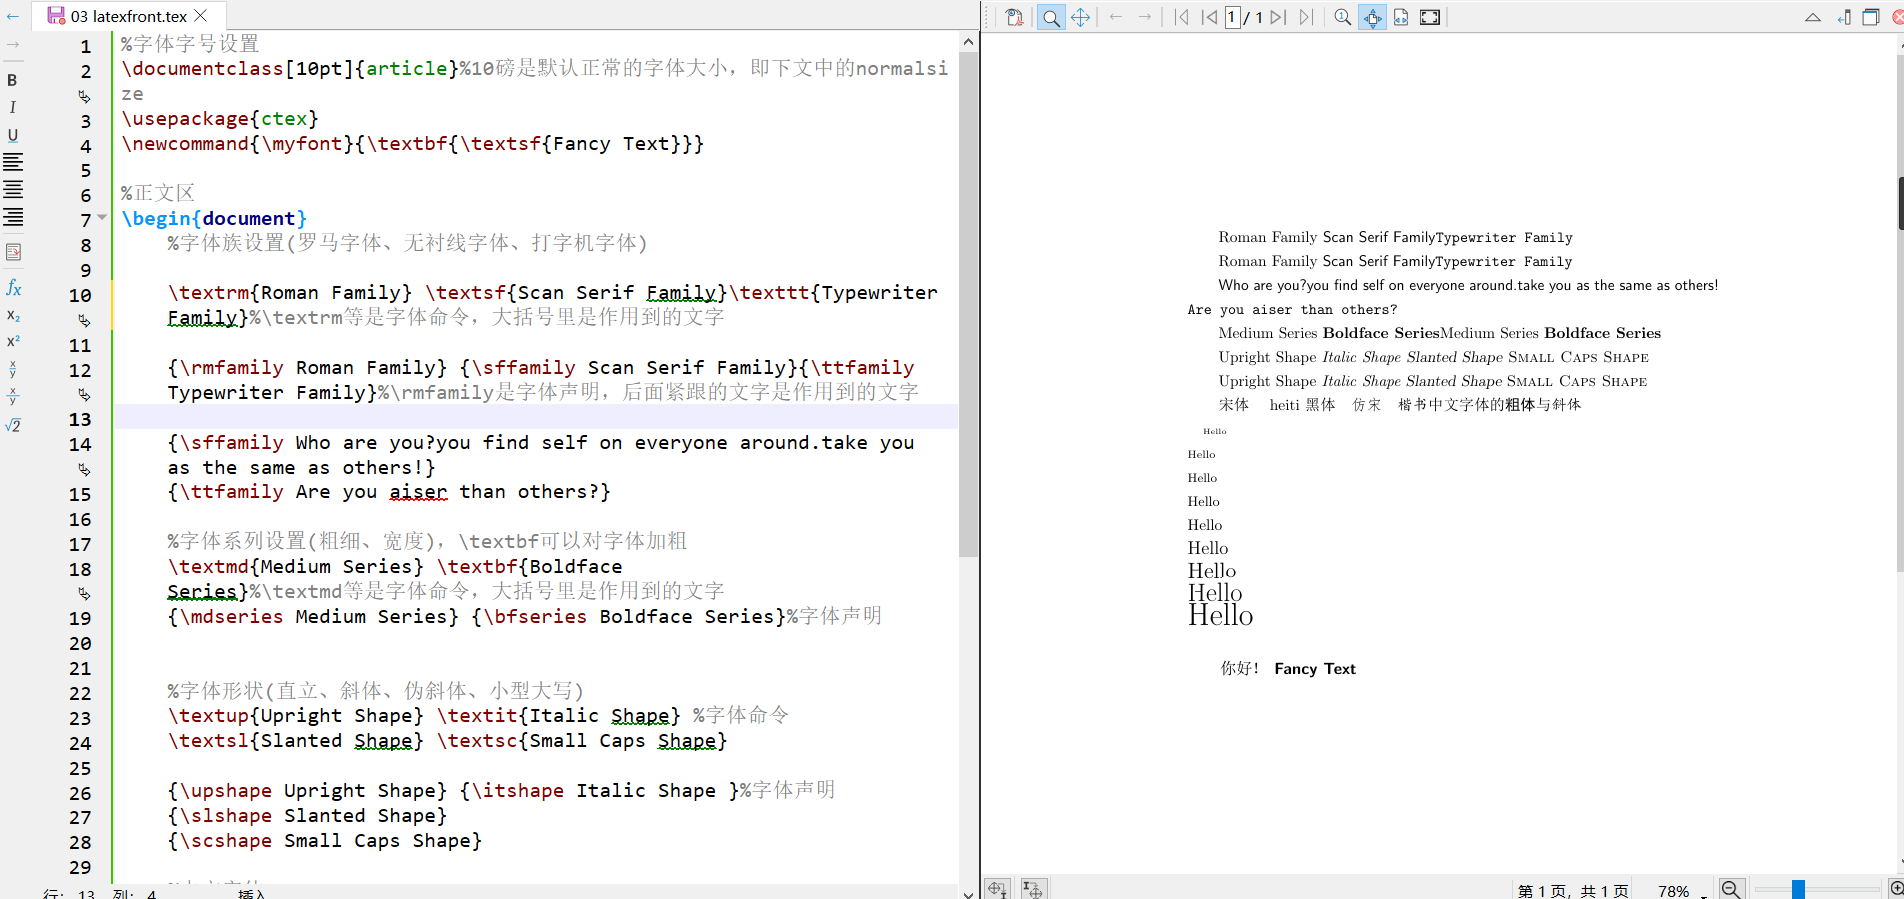 03 latexfront.tex
1 / 1
1 %字体字号设置
2 \documentclass[10pt]{article}%10磅是默认正常的字体大小，即下文中的normalsi
ze
3 \usepackage{ctex}
4 \newcommand{\myfont}{\textbf{\textsf{Fancy Text}}}
5
6 %正文区
7 \begin{document}
8 %字体族设置(罗马字体、无衬线字体、打字机字体)
9
10 \textrm{Roman Family} \textsf{Scan Serif Family}\texttt{Typewriter
Family}%\textrm等是字体命令，大括号里是作用到的文字
11
12 {\rmfamily Roman Family} {\sffamily Scan Serif Family}{\ttfamily
Typewriter Family}%\rmfamily是字体声明，后面紧跟的文字是作用到的文字
13
14 {\sffamily Who are you?you find self on everyone around.take you
as the same as others!}
15 {\ttfamily Are you aiser than others?}
16
17 %字体系列设置(粗细、宽度)，\textbf可以对字体加粗
18 \textmd{Medium Series} \textbf{Boldface
Series}%\textmd等是字体命令，大括号里是作用到的文字
19 {\mdseries Medium Series} {\bfseries Boldface Series}%字体声明
20
21
22 %字体形状(直立、斜体、伪斜体、小型大写)
23 \textup{Upright Shape} \textit{Italic Shape} %字体命令
24 \textsl{Slanted Shape} \textsc{Small Caps Shape}
25
26 {\upshape Upright Shape} {\itshape Italic Shape }%字体声明
27 {\slshape Slanted Shape}
28 {\scshape Small Caps Shape}
29
行: 13 列: 4 插入
Roman Family Scan Serif FamilyTypewriter Family
Roman Family Scan Serif FamilyTypewriter Family
Who are you?you find self on everyone around.take you as the same as others!
Are you aiser than others?
Medium Series Boldface SeriesMedium Series Boldface Series
Upright Shape Italic Shape Slanted Shape Small Caps Shape
Upright Shape Italic Shape Slanted Shape Small Caps Shape
宋体 heiti 黑体 仿宋 楷书中文字体的粗体与斜体
Hello
Hello
Hello
Hello
Hello
Hello
Hello
Hello
Hello
你好！ Fancy Text
第 1 页, 共 1 页 78%